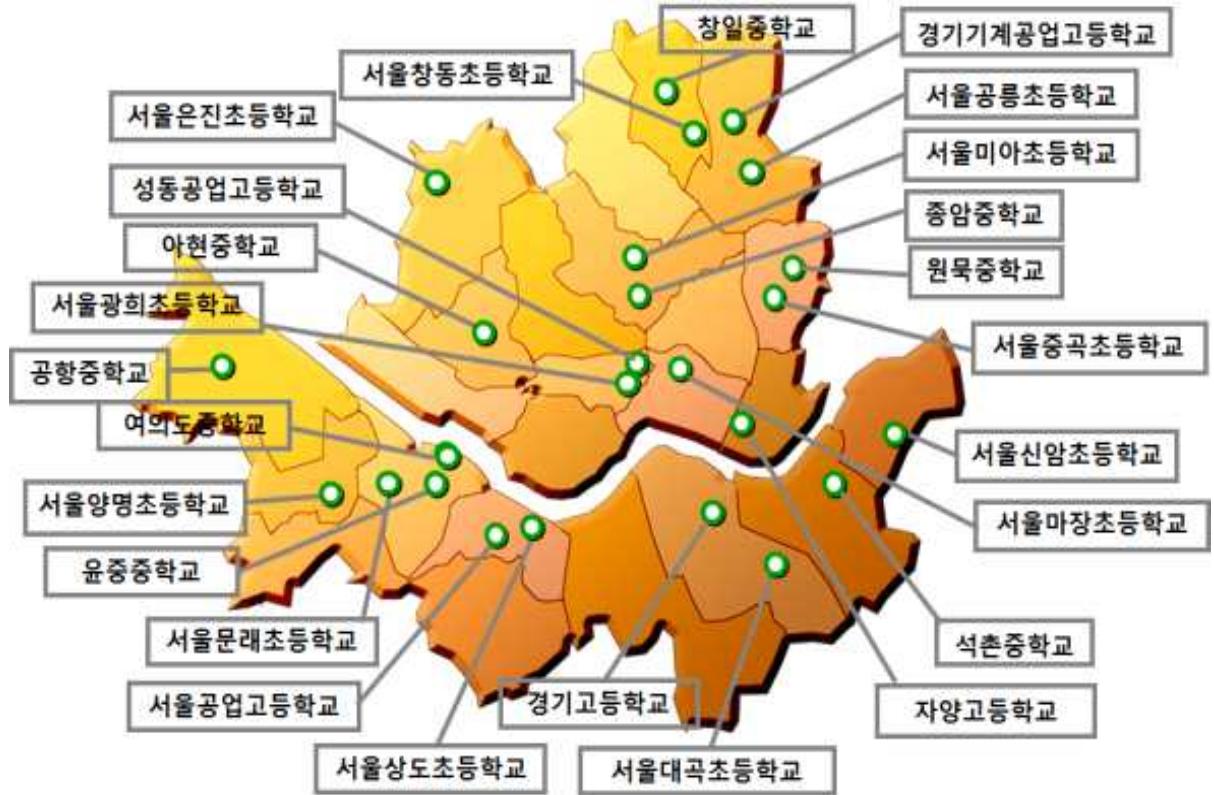 창일중학교
경기기계공업고등학교
서울창동초등학교
서울공릉초등학교
서울은진초등학교
서울미아초등학교
성동공업고등학교
종암중학교
아현중학교
원묵중학교
서울광희초등학교
서울중곡초등학교
공항중학교
여의도중학교
서울신암초등학교
서울양명초등학교
서울마장초등학교
윤중중학교
서울문래초등학교
석촌중학교
서울공업고등학교
경기고등학교
자양고등학교
서울상도초등학교
서울대곡초등학교